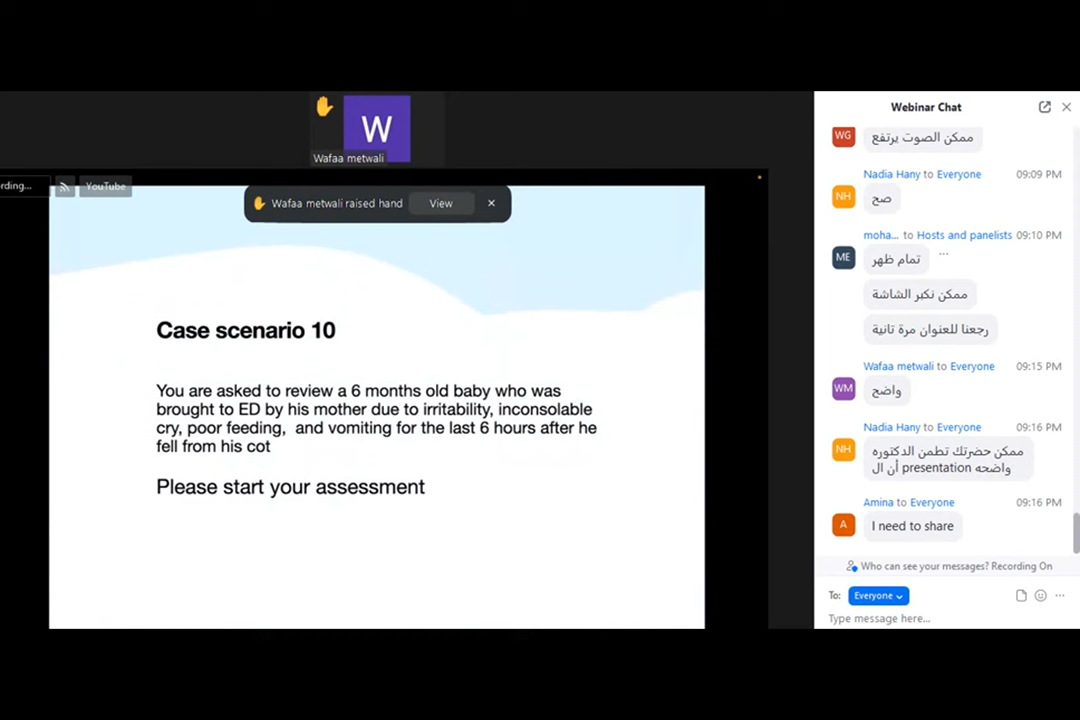 W
Wafaa metwali
rding...
YouTube
Wafaa metwali raised hand
View
Case scenario 10
You are asked to review a 6 months old baby who was
brought to ED by his mother due to irritability, inconsolable
cry, poor feeding,  and vomiting for the last 6 hours after he
fell from his cot
Please start your assessment
Webinar Chat
WG
ممكن الصوت يرتفع
Nadia Hany to Everyone 09:09 PM
NH
صح
moha... to Hosts and panelists 09:10 PM
ME
تمام ظهر
...
ممكن نكبر الشاشة
رجعنا للعنوان مرة تانية
Wafaa metwali to Everyone 09:15 PM
WM
واضح
Nadia Hany to Everyone 09:16 PM
NH
ممكن حضرتك تطمن الدكتوره
أن ال presentation واضحه
Amina to Everyone 09:16 PM
A
I need to share
Who can see your messages? Recording On
To: Everyone
Type message here...